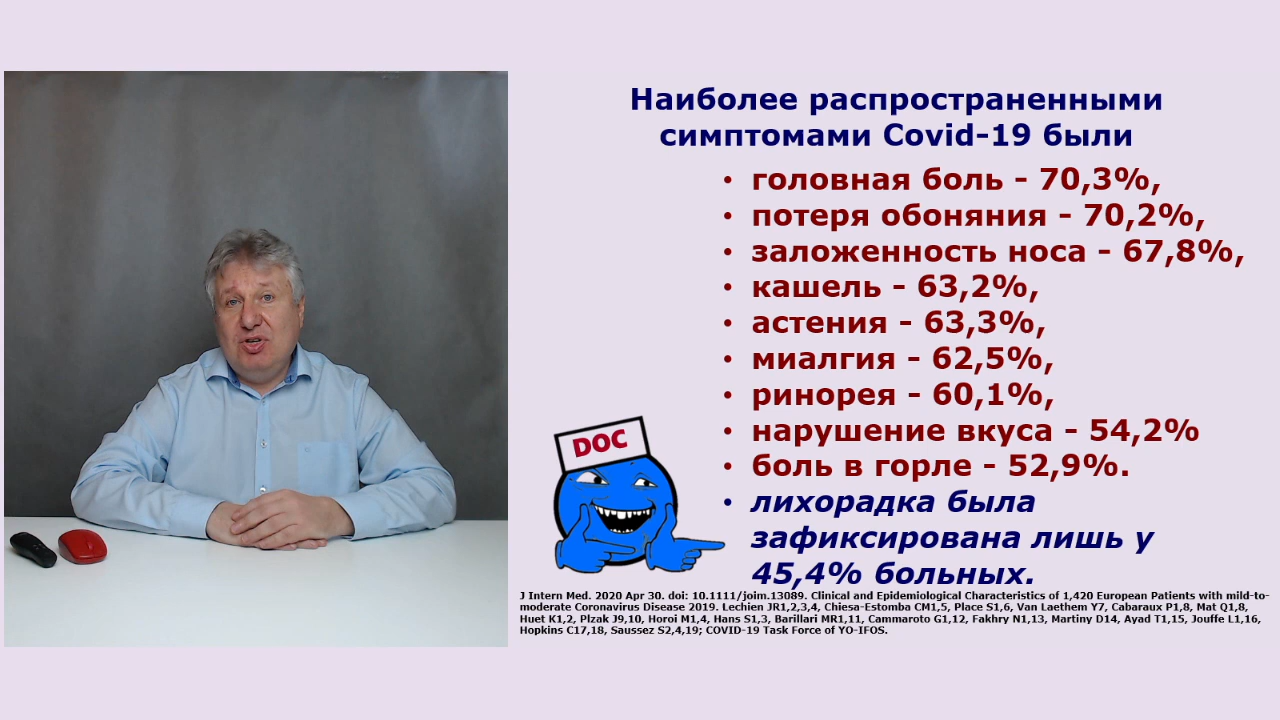 Наиболее распространенными
симптомами Covid-19 были
• головная боль - 70,3%,
• потеря обоняния - 70,2%,
• заложенность носа - 67,8%,
• кашель - 63,2%,
• астения - 63,3%,
• миалгия - 62,5%,
• ринорея - 60,1%,
• нарушение вкуса - 54,2%
• боль в горле - 52,9%.
• лихорадка была
зафиксирована лишь у
45,4% больных.
DOC
J Intern Med. 2020 Apr 30. doi: 10.1111/joim.13089. Clinical and Epidemiological Characteristics of 1,420 European Patients with mild-to-
moderate Coronavirus Disease 2019. Lechien JR1,2,3,4, Chiesa-Estomba CM1,5, Place S1,6, Van Laethem Y7, Cabaraux P1,8, Mat Q1,8,
Huet K1,2, Plzak J9,10, Horoi M1,4, Hans S1,3, Barillari MR1,11, Cammaroto G1,12, Fakhry N1,13, Martiny D14, Ayad T1,15, Jouffe L1,16,
Hopkins C17,18, Saussez S2,4,19; COVID-19 Task Force of YO-IFOS.